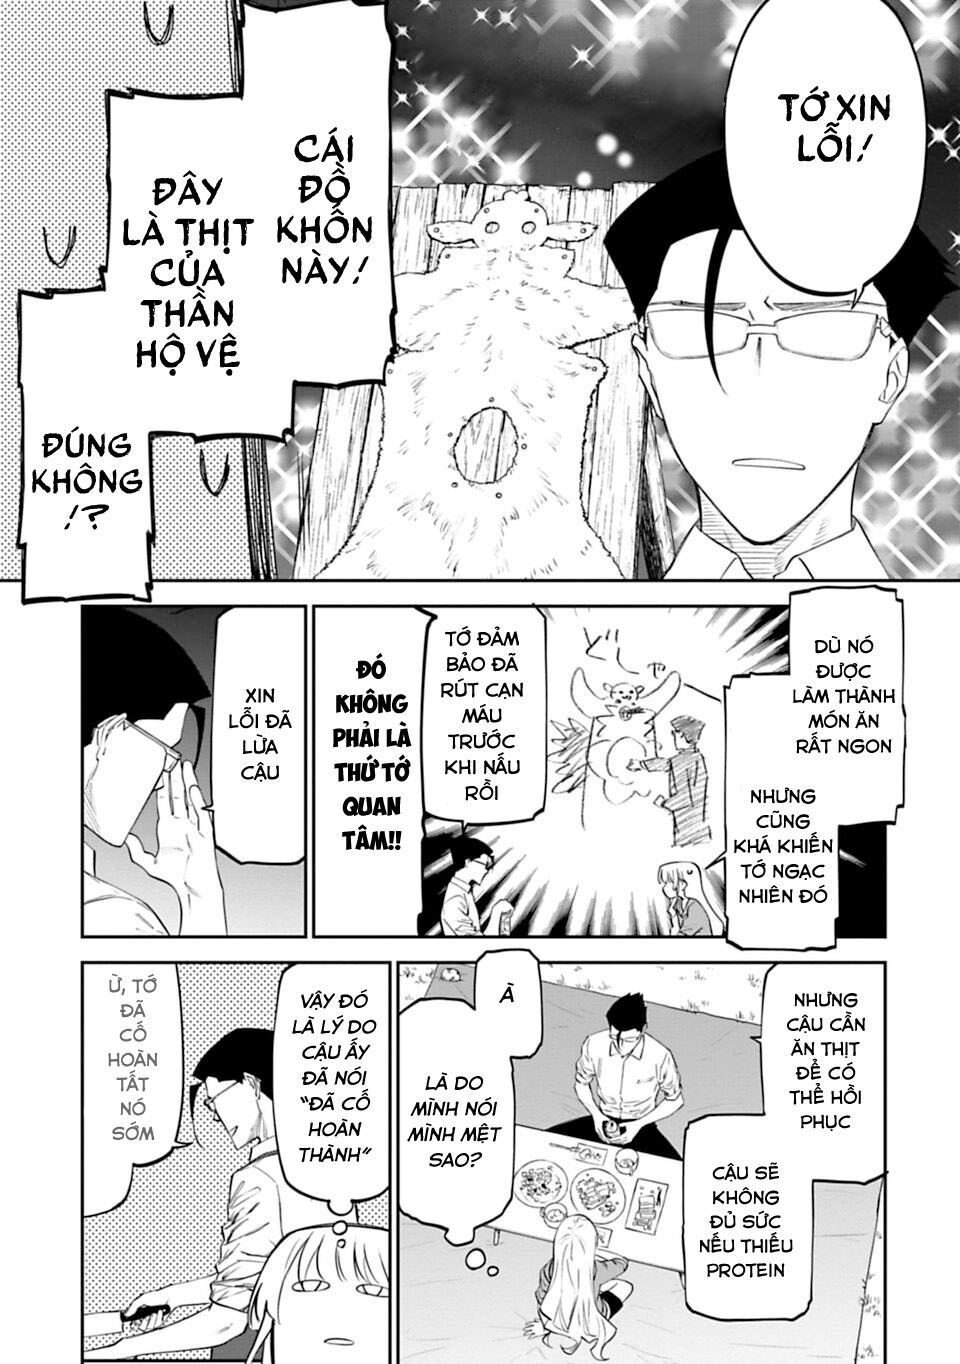 TỚ XIN
LỖI!
CÁI
ĐỒ
KHỐN
NÀY!
ĐÂY
LÀ THỊT
CỦA
THẦN
HỘ VỆ
ĐÚNG
KHÔNG
!?
DÙ NÓ
ĐƯỢC
LÀM THÀNH
MÓN ĂN
RẤT NGON
NHƯNG
CŨNG
KHÁ KHIẾN
TỚ NGẠC
NHIÊN ĐÓ
TỚ ĐẢM
BẢO ĐÃ
RÚT CẠN
MÁU
TRƯỚC
KHI NẤU
RỒI
ĐÓ
KHÔNG
PHẢI LÀ
THỨ TỚ
QUAN
TÂM!!
XIN
LỖI ĐÃ
LỪA
CẬU
NHƯNG
CẬU CẦN
ĂN THỊT
ĐỂ CÓ
THỂ HỒI
PHỤC
CẬU SẼ
KHÔNG
ĐỦ SỨC
NẾU THIẾU
PROTEIN
À
LÀ DO
MÌNH NÓI
MÌNH MỆT
SAO?
VẬY ĐÓ
LÀ LÝ DO
CẬU ẤY
ĐÃ NÓI
"ĐÃ CỐ
HOÀN
THÀNH"
Ừ, TỚ
ĐÃ
CỐ
HOÀN
TẤT
NÓ
SỚM